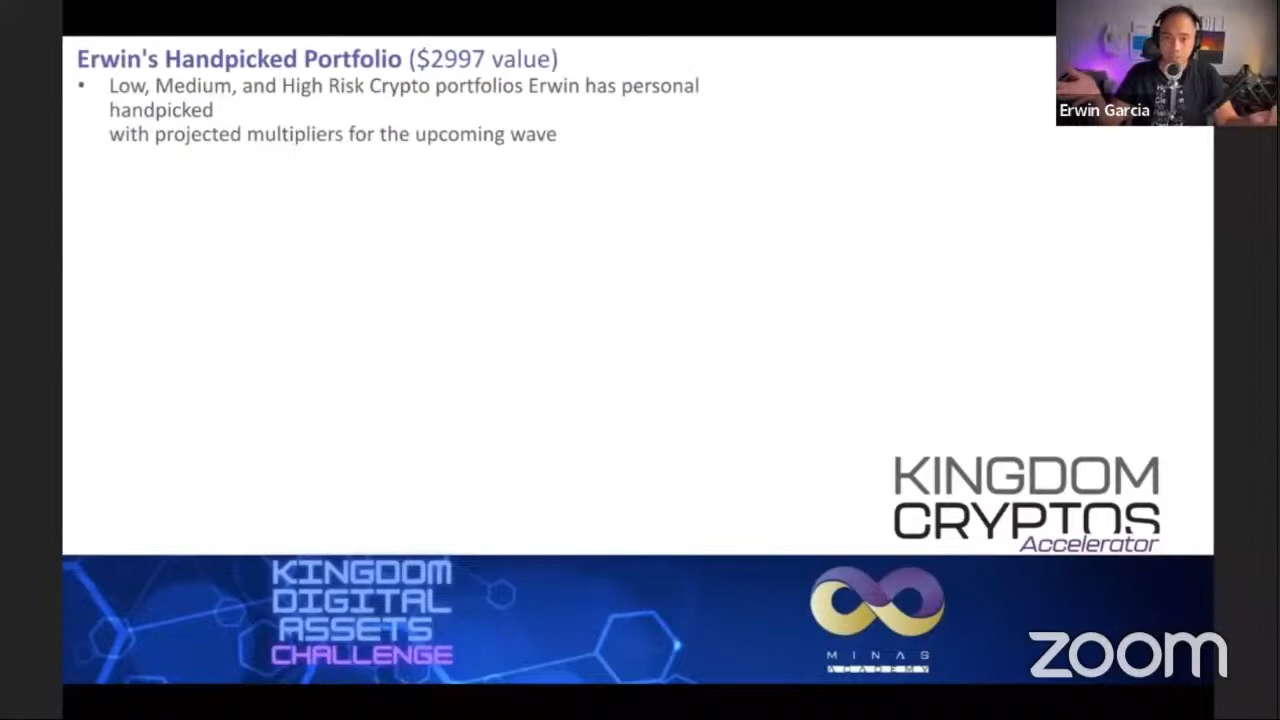 Erwin's Handpicked Portfolio ($2997 value)
• Low, Medium, and High Risk Crypto portfolios Erwin has personal
handpicked
with projected multipliers for the upcoming wave
Erwin Garcia
KINGDOM
CRYPTOS
Accelerator
KINGDOM
DIGITAL
ASSETS
CHALLENGE
MINAS
ACADEMY
zoom